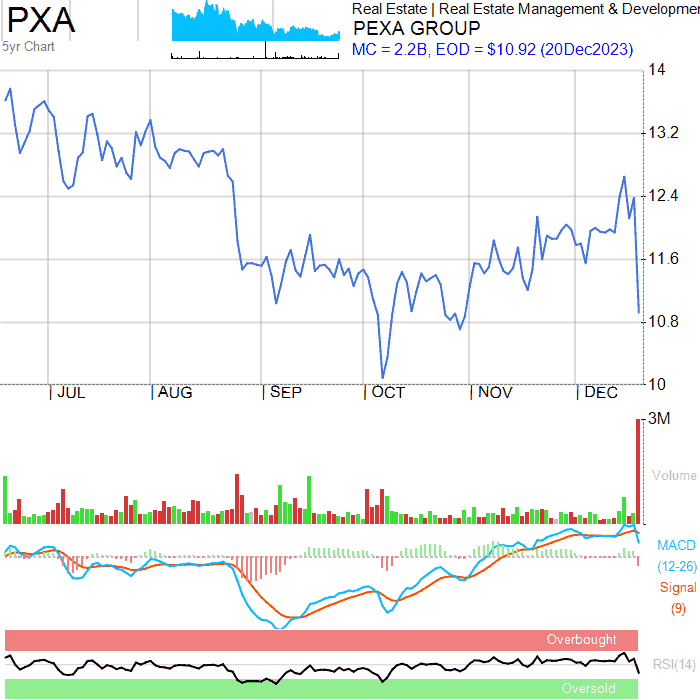 PXA
5yr Chart
Real Estate | Real Estate Management & Developmen
PEXA GROUP
MC = 2.2B, EOD = $10.92 (20Dec2023)
14
13.2
12.4
11.6
10.8
10
| JUL
| AUG
| SEP
| OCT
| NOV
| DEC
3M
Volume
MACD
(12-26)
Signal
(9)
Overbought
RSI(14)
Oversold